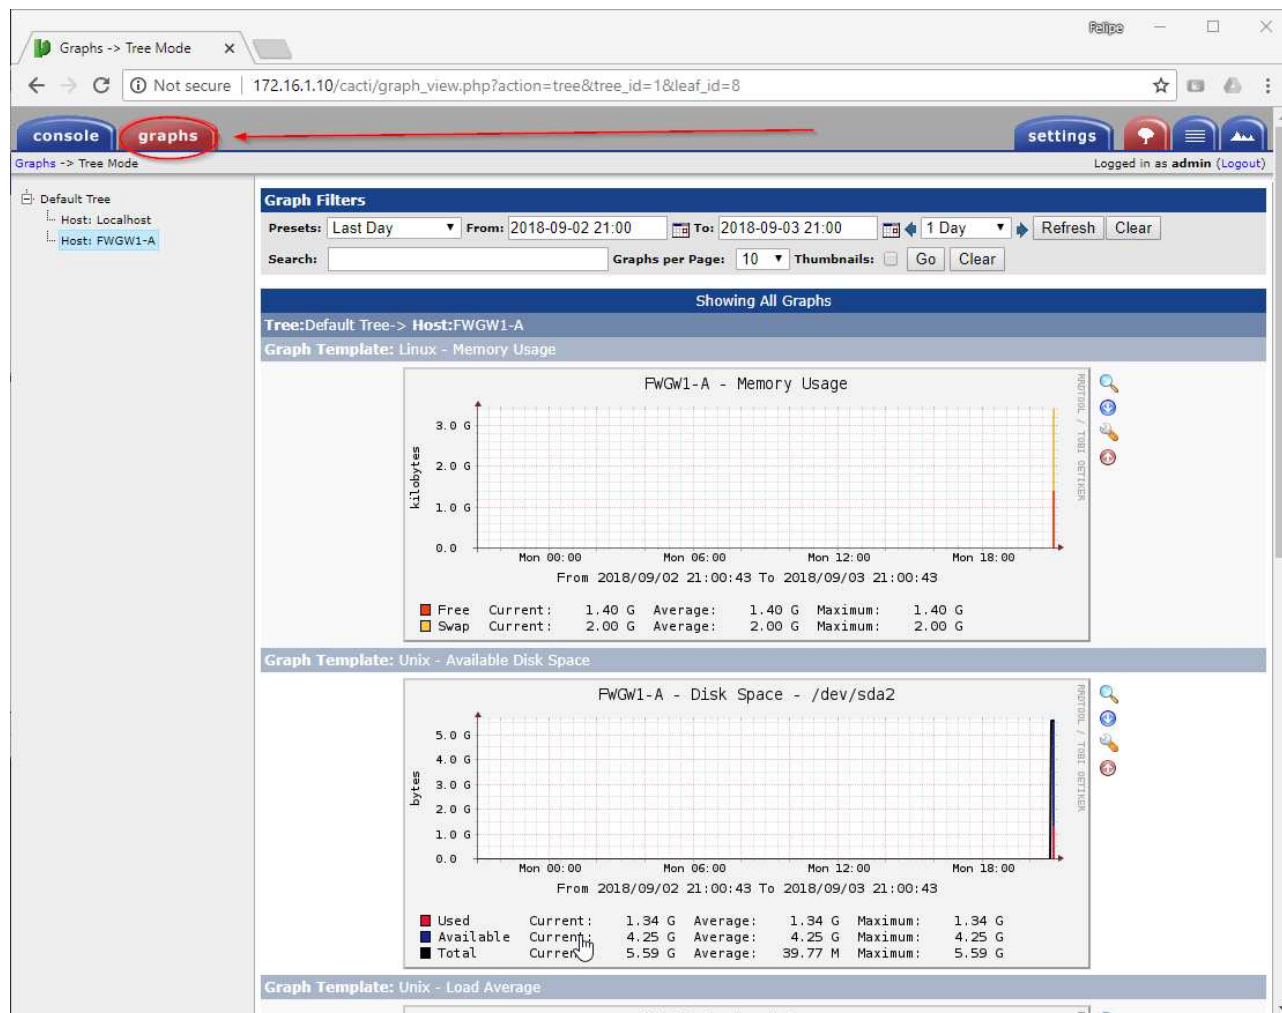 Felipe
Graphs -> Tree Mode
Not secure | 172.16.1.10/cacti/graph_view.php?action=tree&tree_id=1&leaf_id=8
console graphs settings
Graphs -> Tree Mode Logged in as admin (Logout)
Default Tree
Host: Localhost
Host: FWGW1-A
Graph Filters
Presets: Last Day From: 2018-09-02 21:00 To: 2018-09-03 21:00 1 Day Refresh Clear
Search: Graphs per Page: 10 Thumbnails: Go Clear
Showing All Graphs
Tree:Default Tree-> Host:FWGW1-A
Graph Template: Linux - Memory Usage
FWGW1-A - Memory Usage
RRDTOOL / TOBI OETIKER
kilobytes
3.0 G
2.0 G
1.0 G
0.0
Mon 00:00 Mon 06:00 Mon 12:00 Mon 18:00
From 2018/09/02 21:00:43 To 2018/09/03 21:00:43
Free Current: 1.40 G Average: 1.40 G Maximum: 1.40 G
Swap Current: 2.00 G Average: 2.00 G Maximum: 2.00 G
Graph Template: Unix - Available Disk Space
FWGW1-A - Disk Space - /dev/sda2
RRDTOOL / TOBI OETIKER
bytes
5.0 G
4.0 G
3.0 G
2.0 G
1.0 G
0.0
Mon 00:00 Mon 06:00 Mon 12:00 Mon 18:00
From 2018/09/02 21:00:43 To 2018/09/03 21:00:43
Used Current: 1.34 G Average: 1.34 G Maximum: 1.34 G
Available Current: 4.25 G Average: 4.25 G Maximum: 4.25 G
Total Current: 5.59 G Average: 39.77 M Maximum: 5.59 G
Graph Template: Unix - Load Average